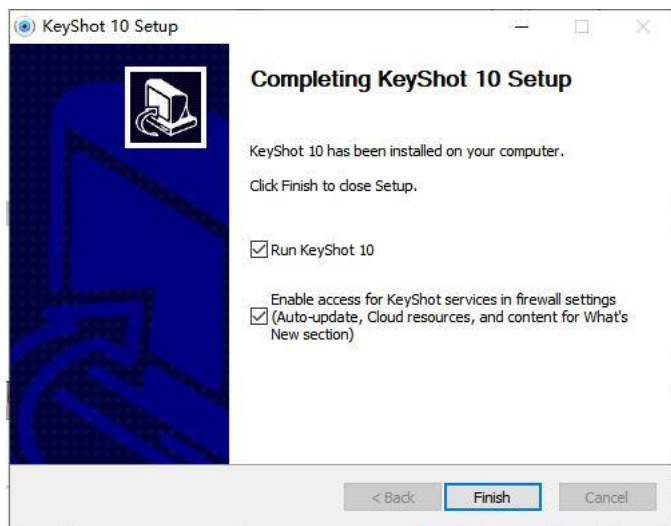 KeyShot 10 Setup
Completing KeyShot 10 Setup
KeyShot 10 has been installed on your computer.
Click Finish to close Setup.
Run KeyShot 10
Enable access for KeyShot services in firewall settings
(Auto-update, Cloud resources, and content for What's
New section)
< Back Finish Cancel